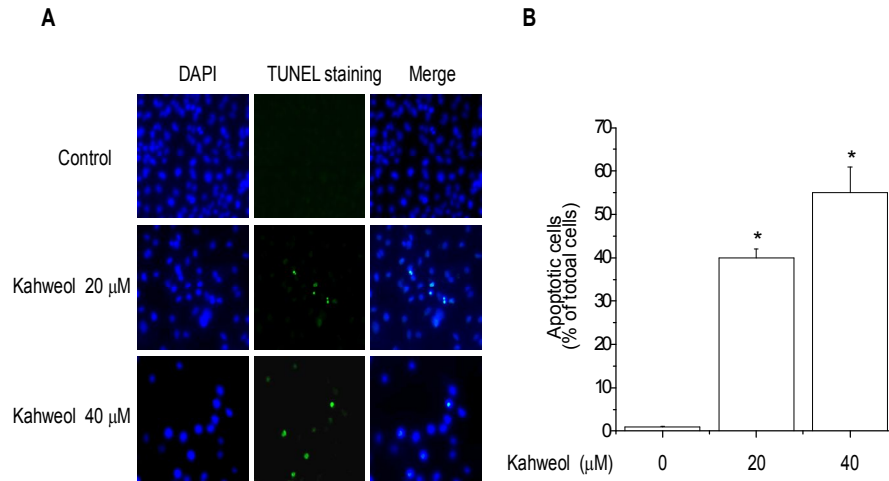 A
DAPI TUNEL staining Merge
Control
Kahweol 20 μM
Kahweol 40 μM
B
Apoptotic cells
(% of totoal cells)
70
60
50
40
30
20
10
0
*
*
Kahweol (μM) 0 20 40